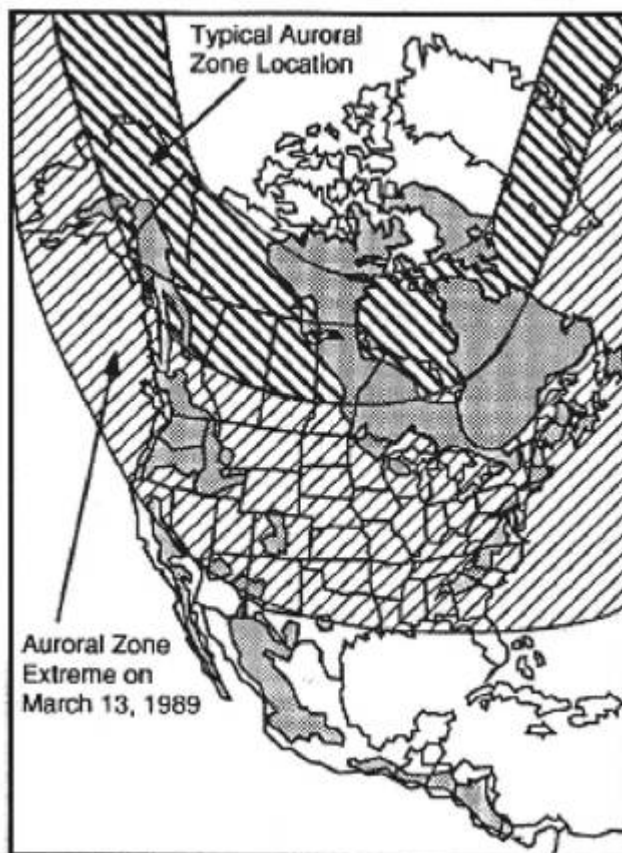 Typical Auroral
Zone Location
Auroral Zone
Extreme on
March 13, 1989